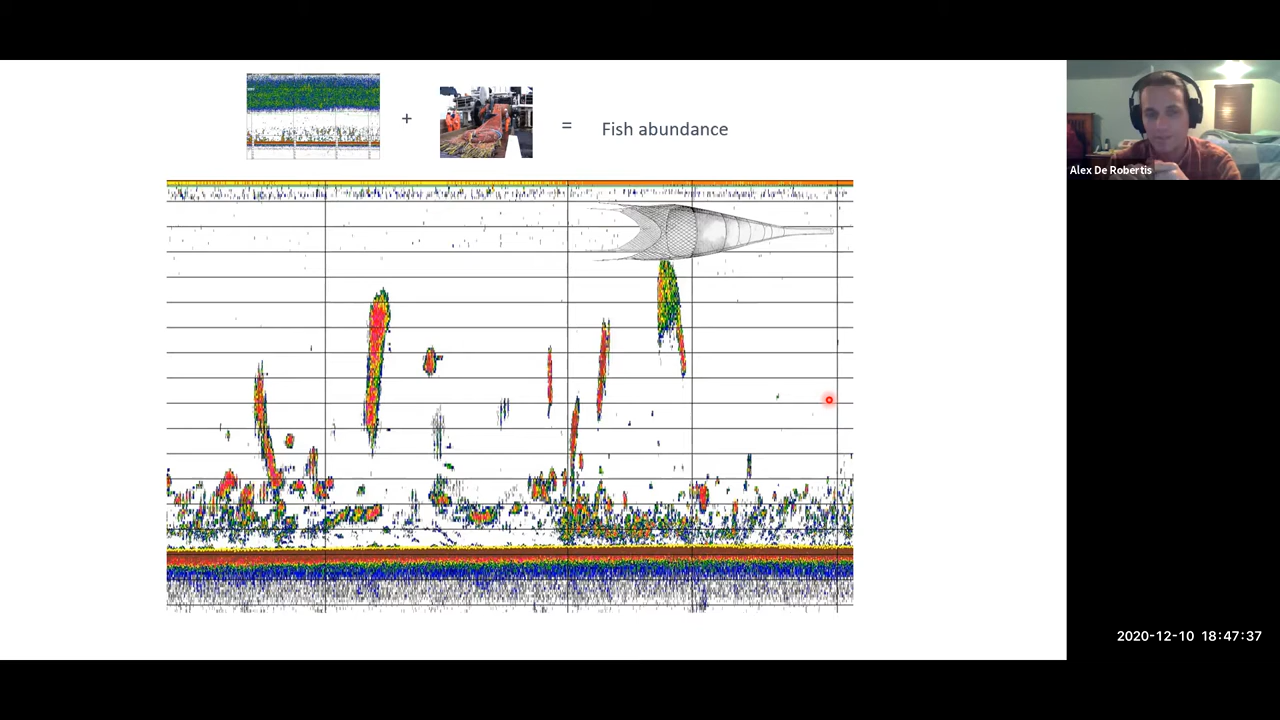 +
=
Fish abundance
Alex De Robertis
2020-12-10 18:47:37